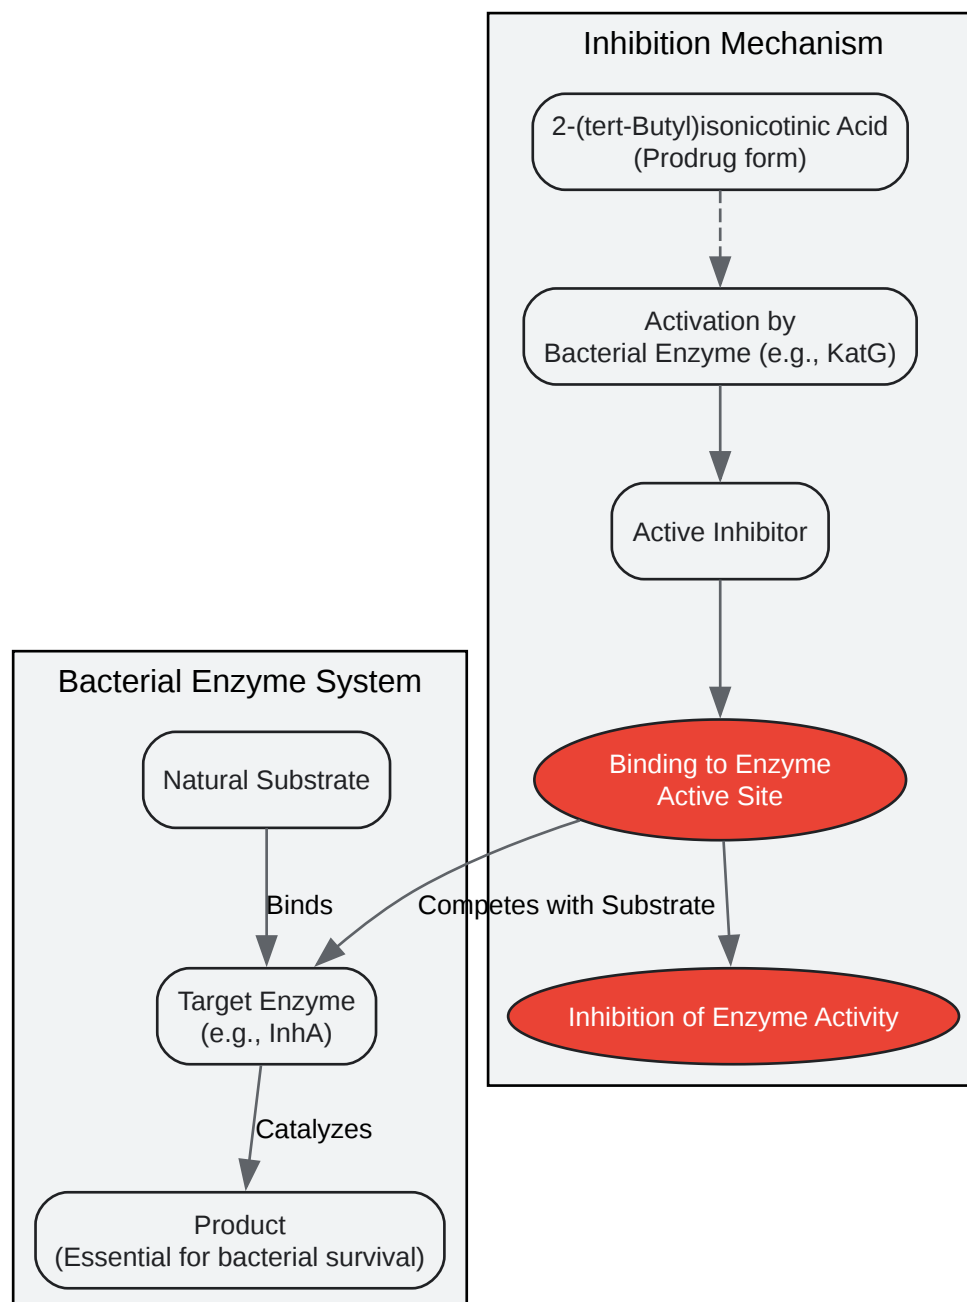 Inhibition Mechanism
2-(tert-Butyl)isonicotinic Acid
(Prodrug form)
Activation by
Bacterial Enzyme (e.g., KatG)
Active Inhibitor
Bacterial Enzyme System
Natural Substrate
Binding to Enzyme
Active Site
Binds
Competes with Substrate
Target Enzyme
(e.g., InhA)
Inhibition of Enzyme Activity
Catalyzes
Product
(Essential for bacterial survival)